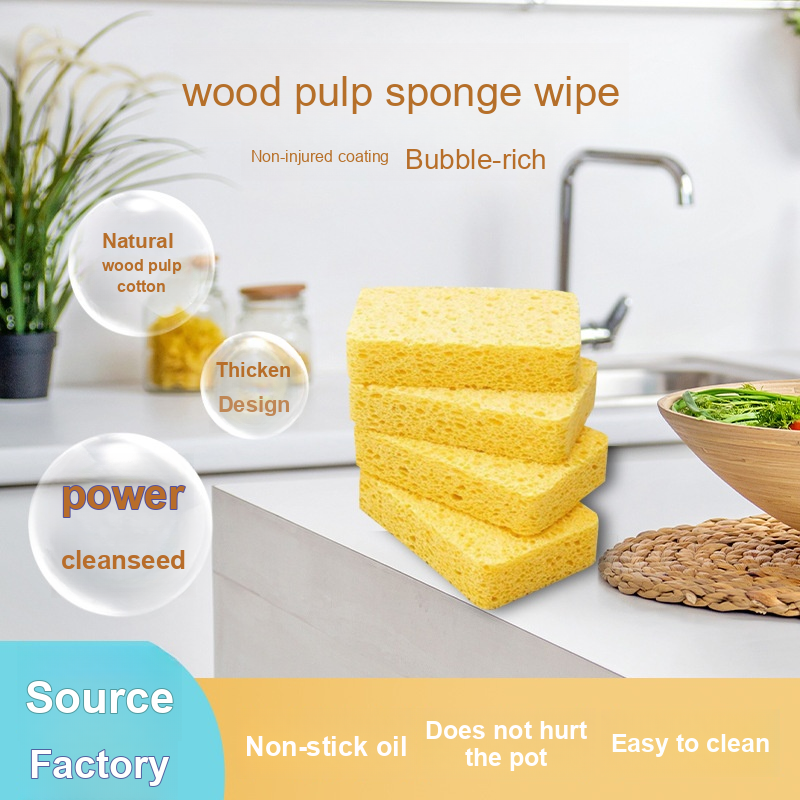 wood pulp sponge wipe
Non-injured coating Bubble-rich
Natural
wood pulp
cotton
Thicken
Design
power
cleanseed
Source
Factory
Non-stick oil
Does not hurt
the pot
Easy to clean